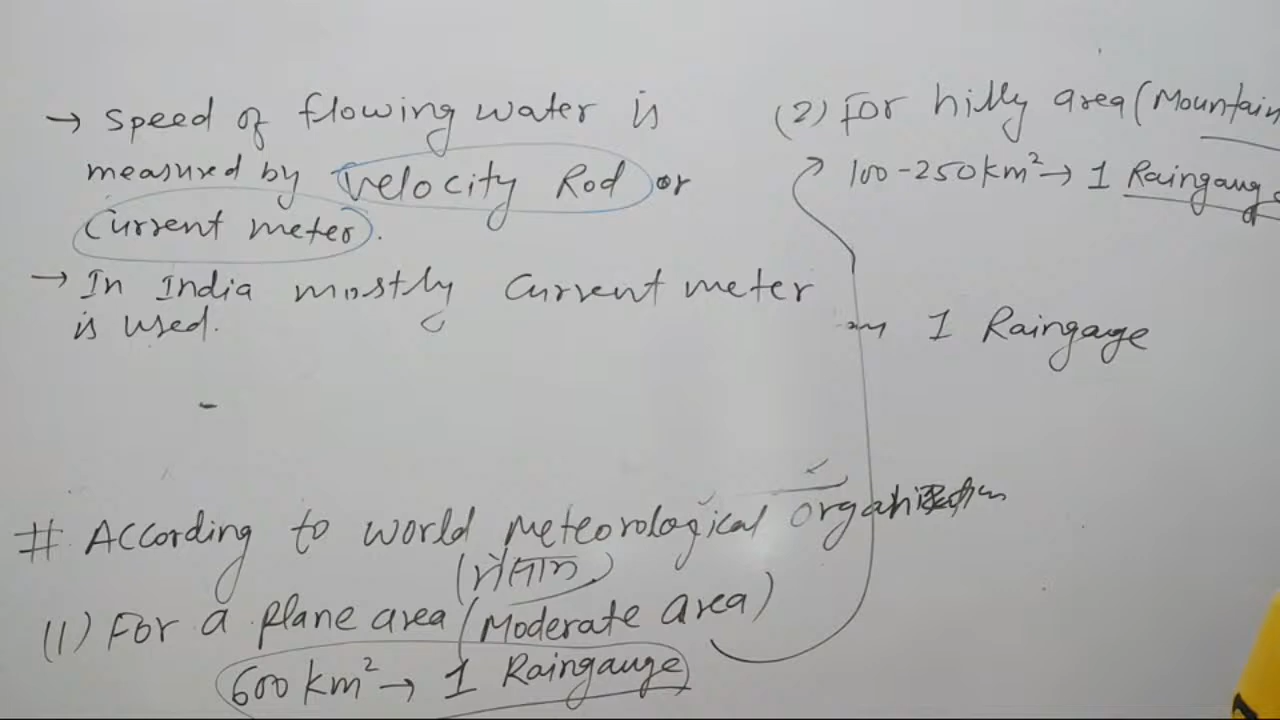 → Speed of flowing water is
measured by Velocity Rod or
Current meter.
→ In India mostly Current meter
is used.
# According to world Meteorological Organization
(1) For a plane area (Moderate area)
600 km² → 1 Raingauge
(2) For hilly area (Mountain
100-250 km² → 1 Raingauge
1 Raingauge